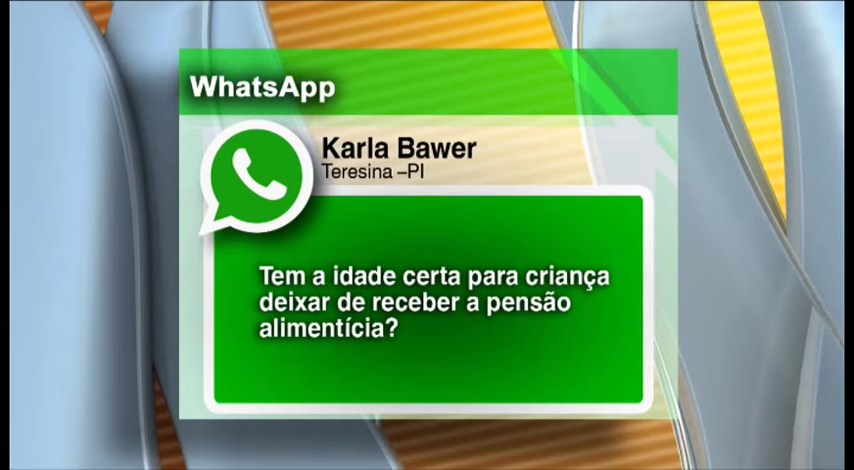 WhatsApp
Karla Bawer
Teresina –PI
Tem a idade certa para criança
deixar de receber a pensão
alimentícia?